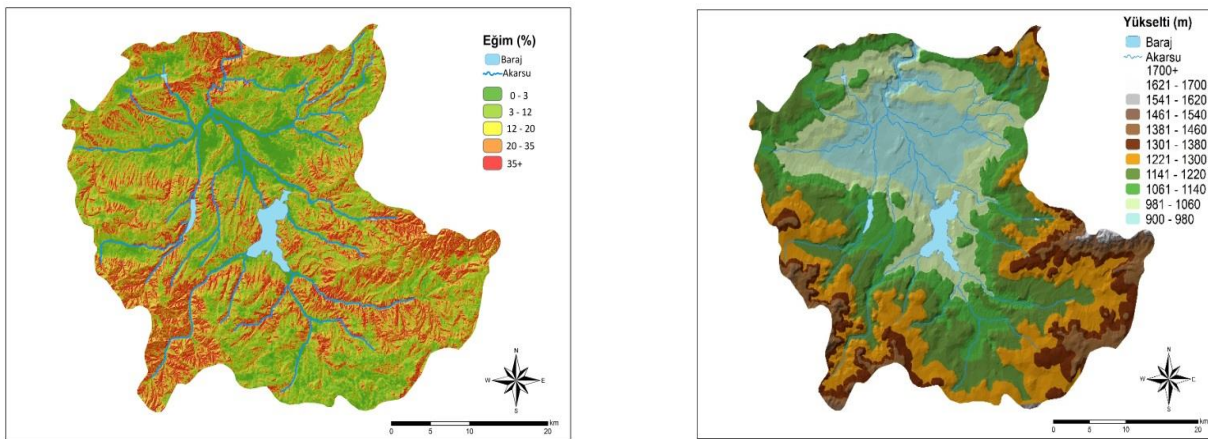 Eğim (%)
Baraj
Akarsu
0 - 3
3 - 12
12 - 20
20 - 35
35+
N
W
E
S
km
0
5
10
20
Yükselti (m)
Baraj
Akarsu
1700+
1621 - 1700
1541 - 1620
1461 - 1540
1381 - 1460
1301 - 1380
1221 - 1300
1141 - 1220
1061 - 1140
981 - 1060
900 - 980
N
W
E
S
km
0
5
10
20